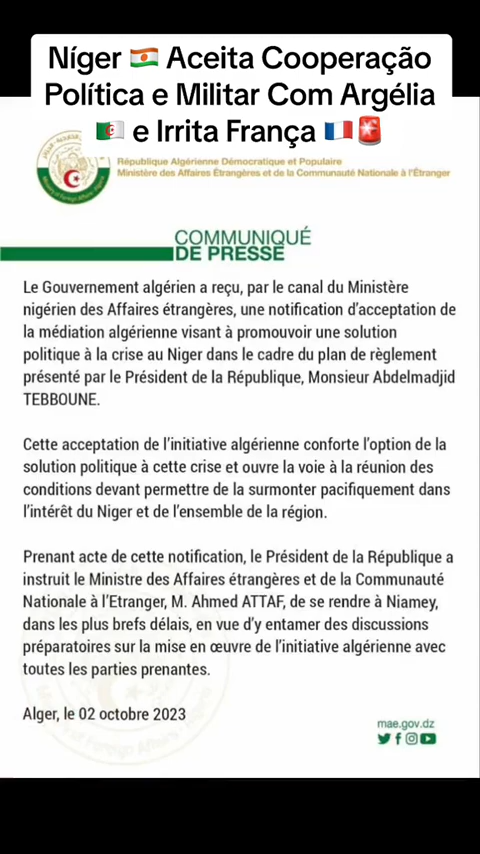 Níger 🇳🇪 Aceita Cooperação
Política e Militar Com Argélia
🇩🇿 e Irrita França 🇫🇷🚨
République Algérienne Démocratique et Populaire
Ministère des Affaires Étrangères et de la Communauté Nationale à l'Étranger
COMMUNIQUÉ
DE PRESSE
Le Gouvernement algérien a reçu, par le canal du Ministère
nigérien des Affaires étrangères, une notification d'acceptation de
la médiation algérienne visant à promouvoir une solution
politique à la crise au Niger dans le cadre du plan de règlement
présenté par le Président de la République, Monsieur Abdelmadjid
TEBBOUNE.
Cette acceptation de l'initiative algérienne conforte l'option de la
solution politique à cette crise et ouvre la voie à la réunion des
conditions devant permettre de la surmonter pacifiquement dans
l'intérêt du Niger et de l'ensemble de la région.
Prenant acte de cette notification, le Président de la République a
instruit le Ministre des Affaires étrangères et de la Communauté
Nationale à l'Etranger, M. Ahmed ATTAF, de se rendre à Niamey,
dans les plus brefs délais, en vue d'y entamer des discussions
préparatoires sur la mise en œuvre de l'initiative algérienne avec
toutes les parties prenantes.
Alger, le 02 octobre 2023
mae.gov.dz